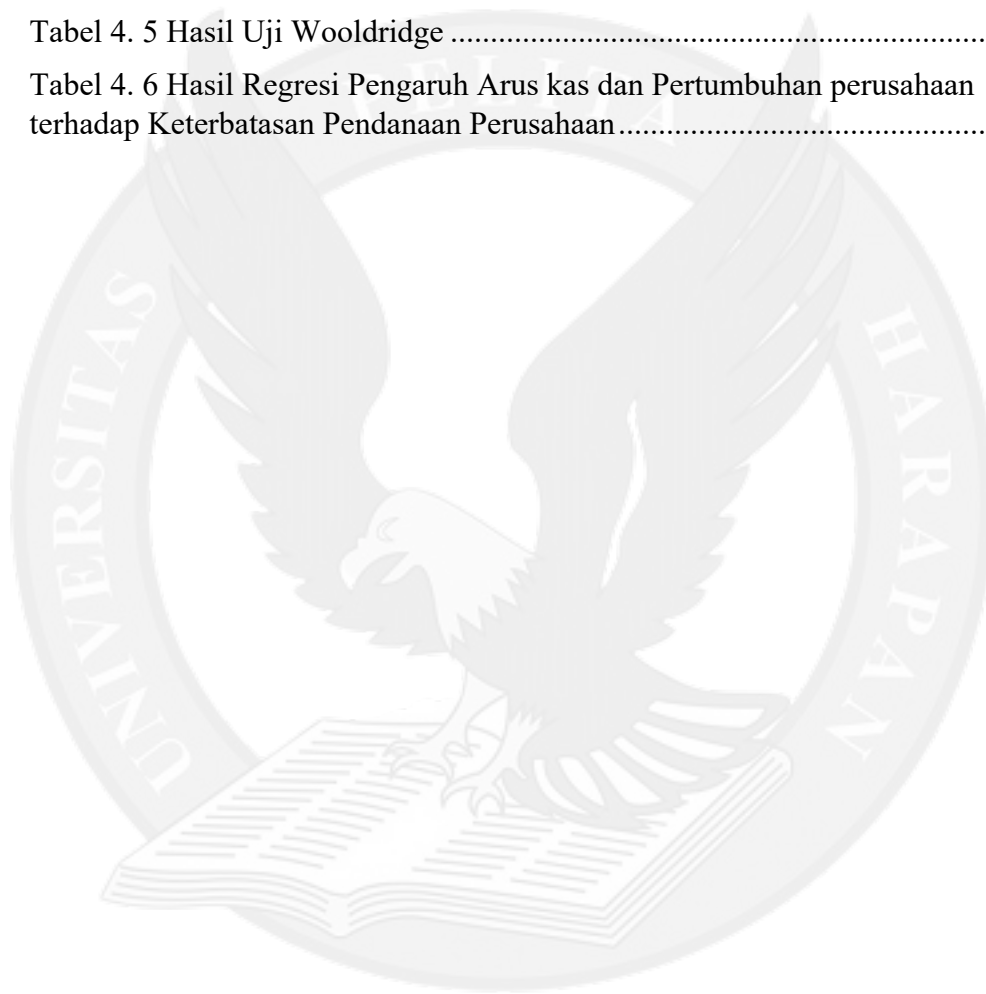 Tabel 4. 5 Hasil Uji Wooldridge ...................................................................
Tabel 4. 6 Hasil Regresi Pengaruh Arus kas dan Pertumbuhan perusahaan
terhadap Keterbatasan Pendanaan Perusahaan..............................................
PELITA
UNIVERSITAS
HARAPAN